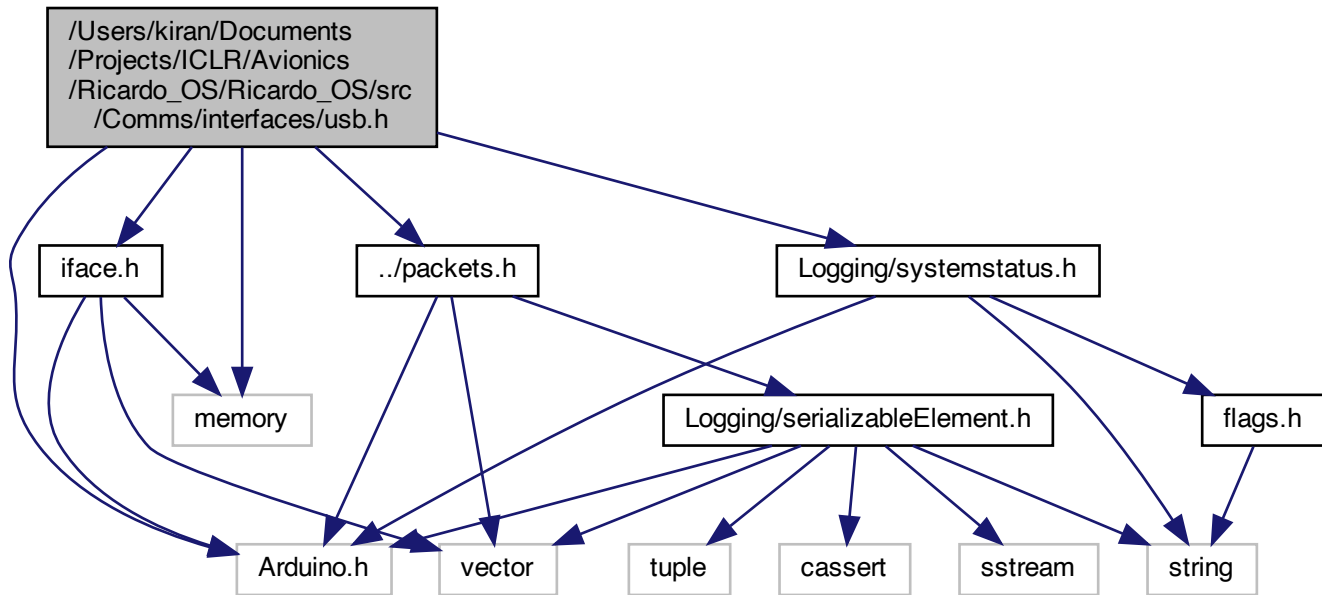 /Users/kiran/Documents
/Projects/ICLR/Avionics
/Ricardo_OS/Ricardo_OS/src
/Comms/interfaces/usb.h
iface.h
../packets.h
Logging/systemstatus.h
memory
Logging/serializableElement.h
flags.h
Arduino.h
vector
tuple
cassert
sstream
string